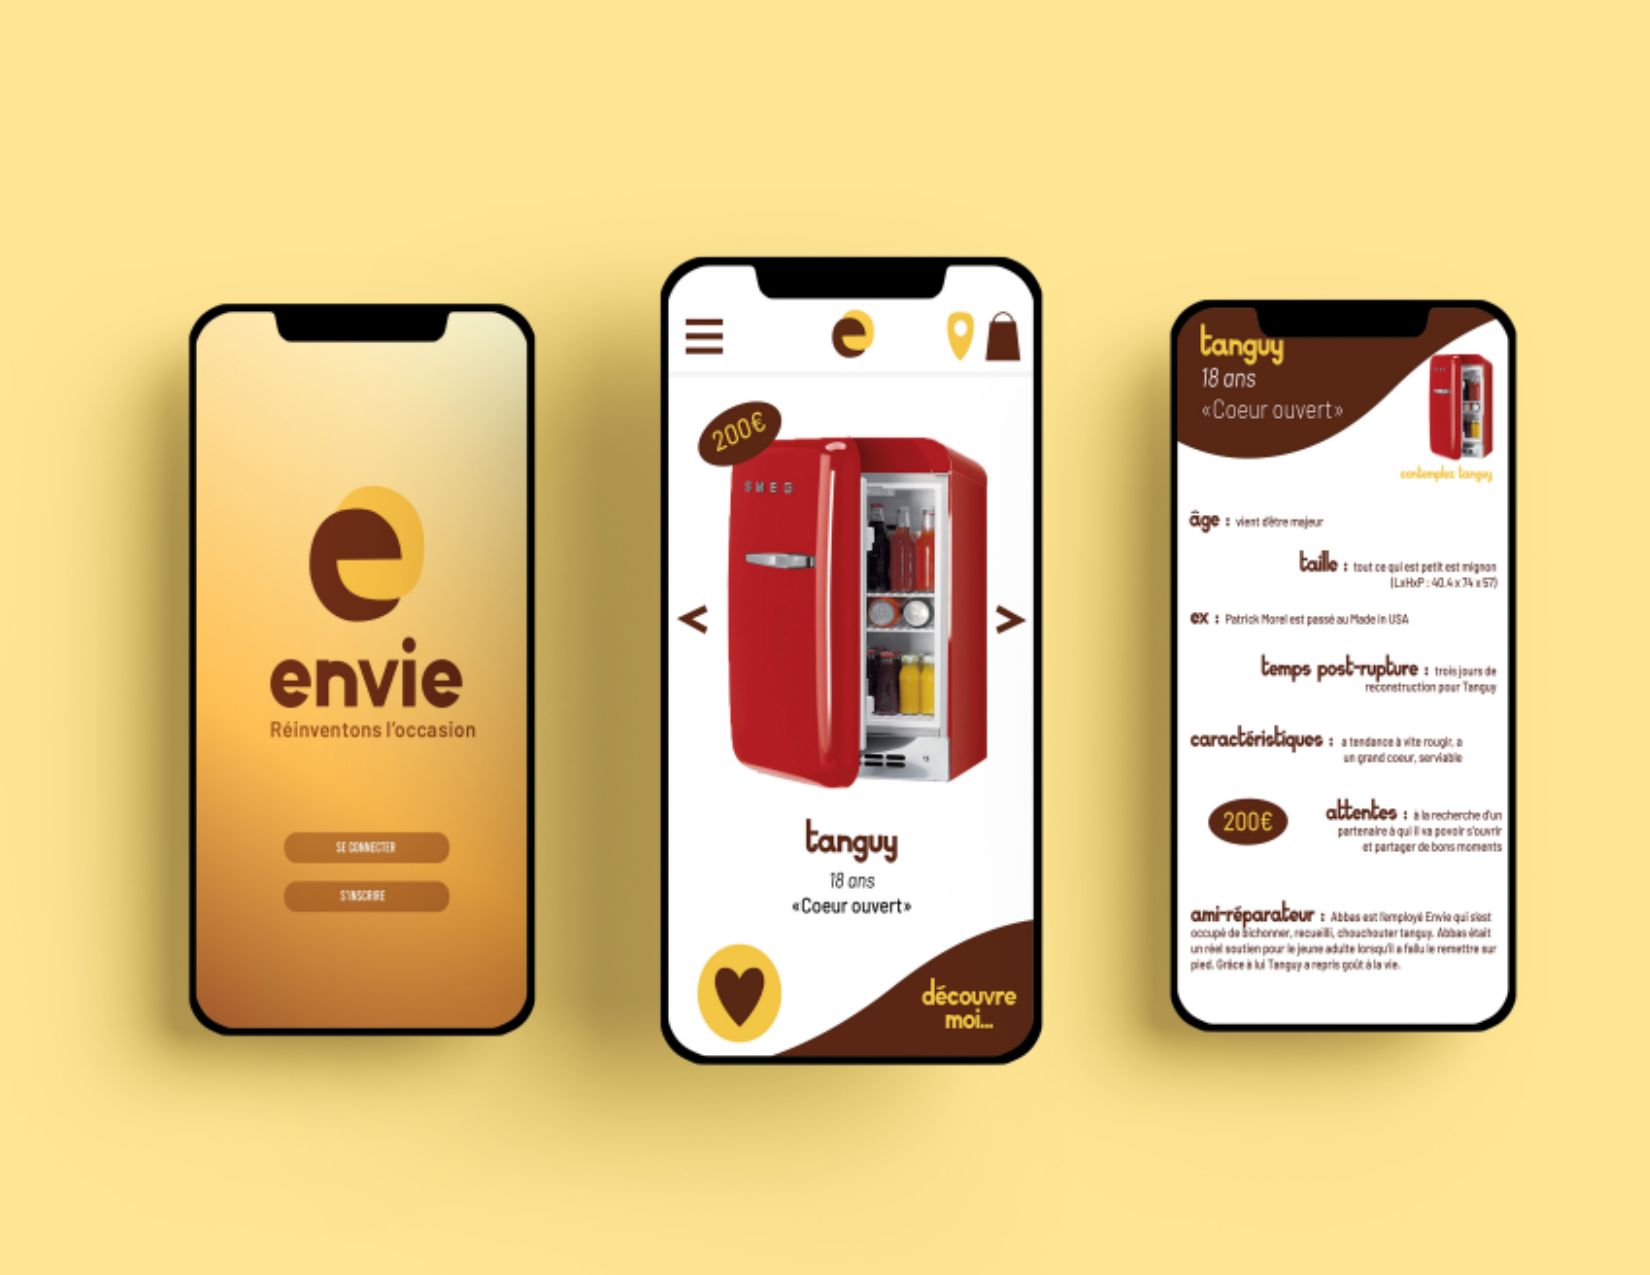 e
envie
Réinventons l'occasion
SE CONNECTER
S'INSCRIRE
e
200€
SMEG
<
>
tanguy
18 ans
«Coeur ouvert»
découvre
moi...
tanguy
18 ans
«Coeur ouvert»
contemplez tanguy
âge : vient d'être majeur
taille : tout ce qui est petit est mignon
(LxHxP : 40.4 x 74 x 57)
ex : Patrick Morel est passé au Made in USA
temps post-rupture : trois jours de
reconstruction pour Tanguy
caractéristiques : a tendance à vite rougir, a
un grand coeur, serviable
200€
attentes : à la recherche d'un
partenaire à qui il va povoir s'ouvrir
et partager de bons moments
ami-réparateur : Abbas est l'employé Envie qui s'est
occupé de bichonner, recueilli, chouchouter tanguy. Abbas était
un réel soutien pour le jeune adulte lorsqu'il a fallu le remettre sur
pied. Grâce à lui Tanguy a repris goût à la vie.